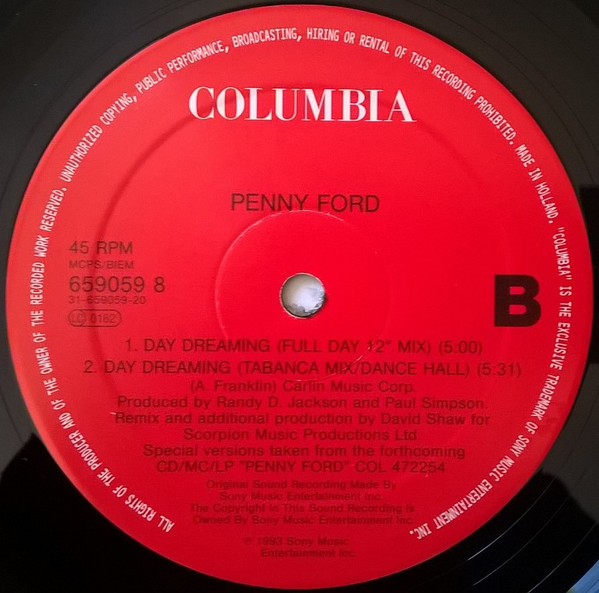 ALL RIGHTS OF THE PRODUCER AND OF THE OWNER OF THE RECORDED WORK RESERVED. UNAUTHORIZED COPYING, PUBLIC PERFORMANCE, BROADCASTING, HIRING OR RENTAL OF THIS RECORDING PROHIBITED. MADE IN HOLLAND. "COLUMBIA" IS THE EXCLUSIVE TRADEMARK OF SONY MUSIC ENTERTAINMENT INC.
COLUMBIA
PENNY FORD
45 RPM
MCPS/BIEM
659059 8
31-659059-20
LC 0162
B
1. DAY DREAMING (FULL DAY 12" MIX) (5:00)
2. DAY DREAMING (TABANCA MIX/DANCE HALL) (5:31)
(A. Franklin) Carlin Music Corp.
Produced by Randy D. Jackson and Paul Simpson.
Remix and additional production by David Shaw for
Scorpion Music Productions Ltd.
Special versions taken from the forthcoming
CD/MC/LP "PENNY FORD" COL 472254
Original Sound Recording Made By
Sony Music Entertainment Inc.
The Copyright In This Sound Recording Is
Owned By Sony Music Entertainment Inc.
℗ 1993 Sony Music
Entertainment Inc.